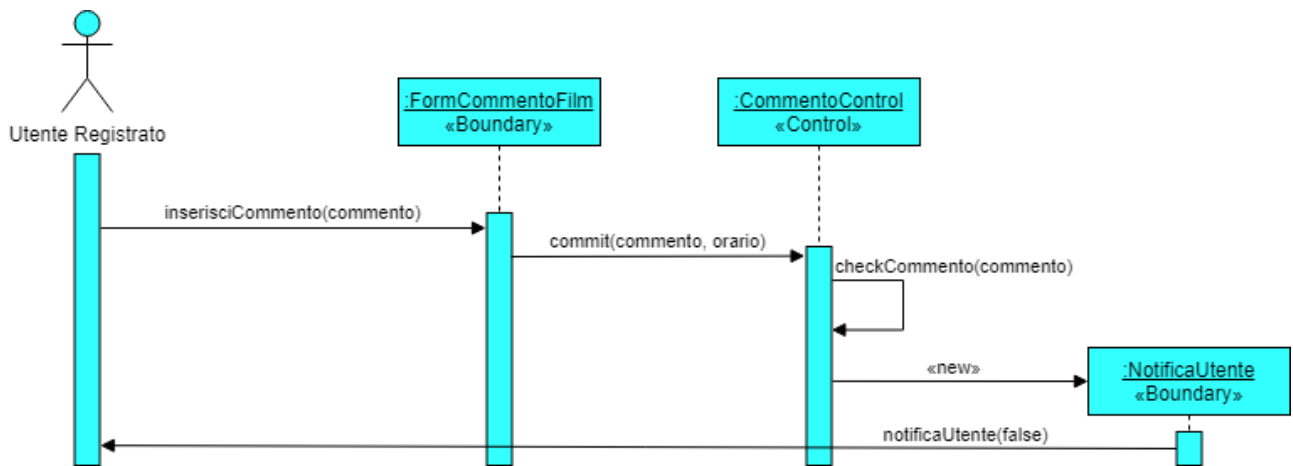 Utente Registrato
:FormCommentoFilm
«Boundary»
:CommentoControl
«Control»
inserisciCommento(commento)
commit(commento, orario)
checkCommento(commento)
«new»
:NotificaUtente
«Boundary»
notificaUtente(false)